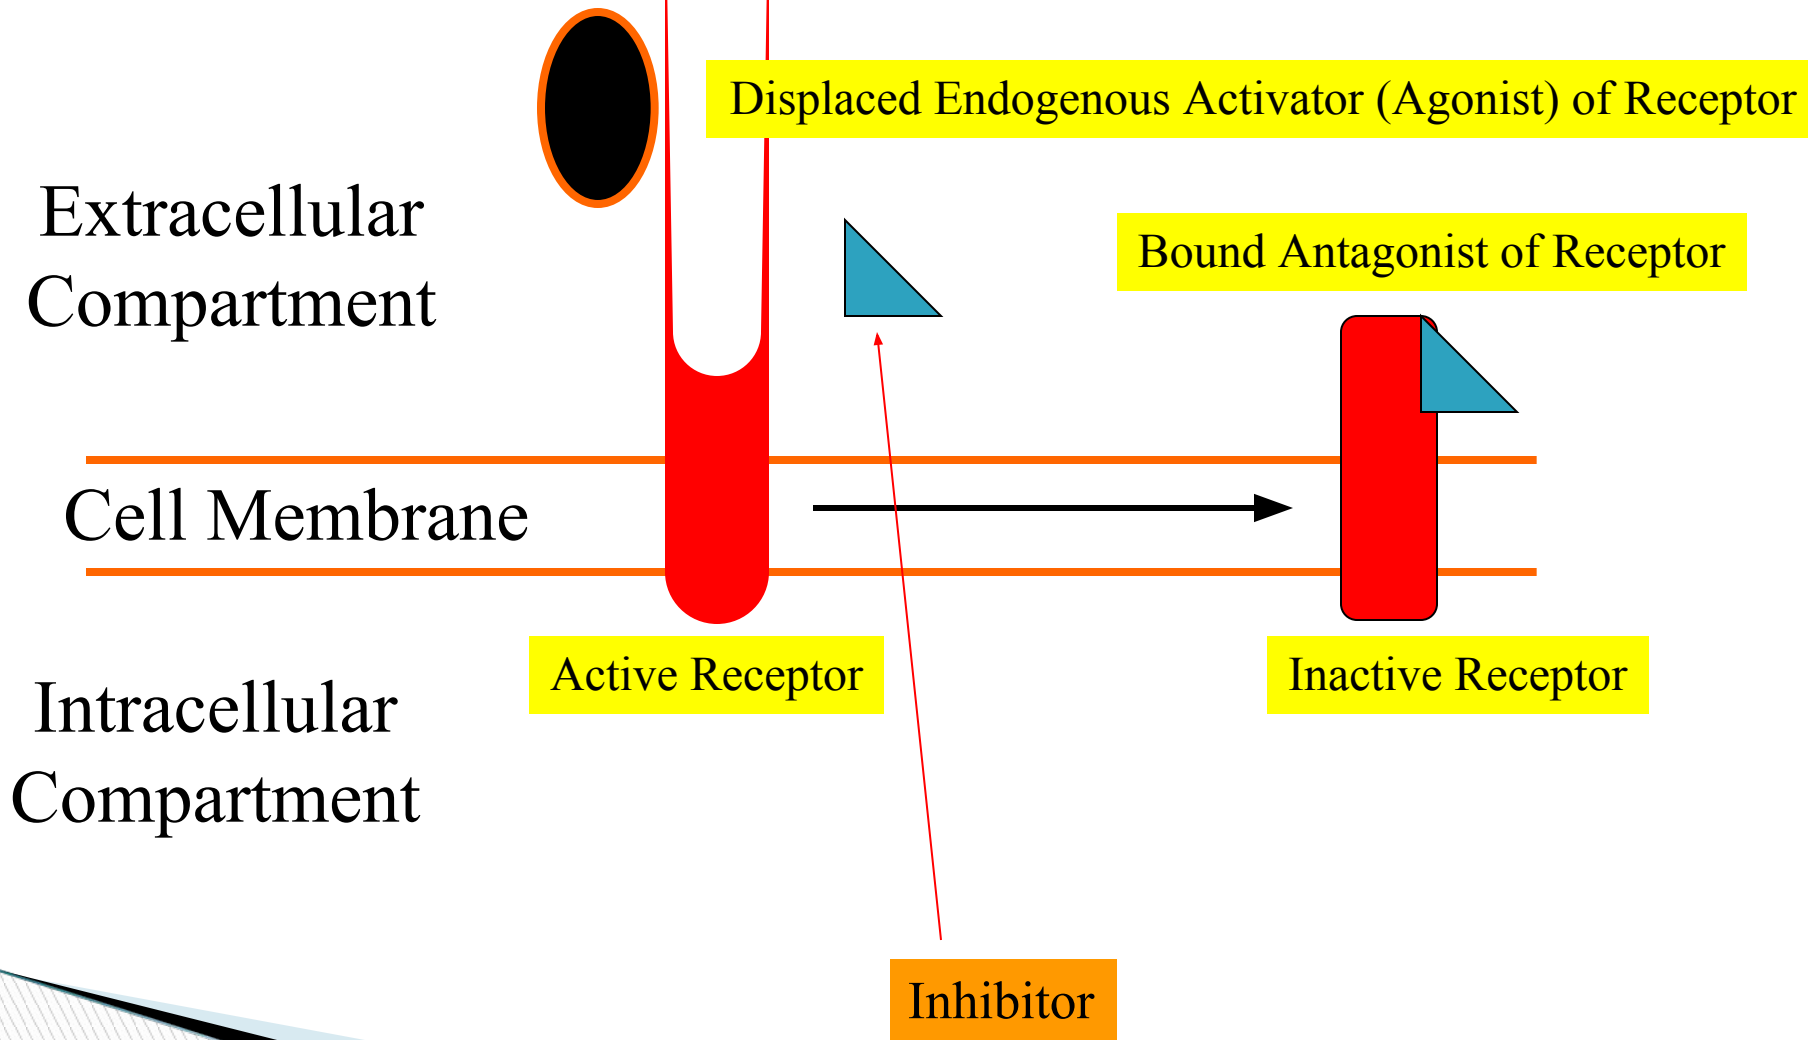 Displaced Endogenous Activator (Agonist) of Receptor
Extracellular
Compartment
Bound Antagonist of Receptor
Cell Membrane
Active Receptor
Inactive Receptor
Intracellular
Compartment
Inhibitor